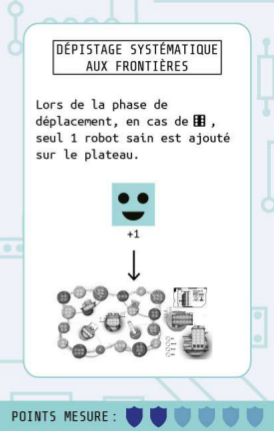 DÉPISTAGE SYSTÉMATIQUE
AUX FRONTIÈRES
Lors de la phase de
déplacement, en cas de ⚅ ,
seul 1 robot sain est ajouté
sur le plateau.
+1
POINTS MESURE :